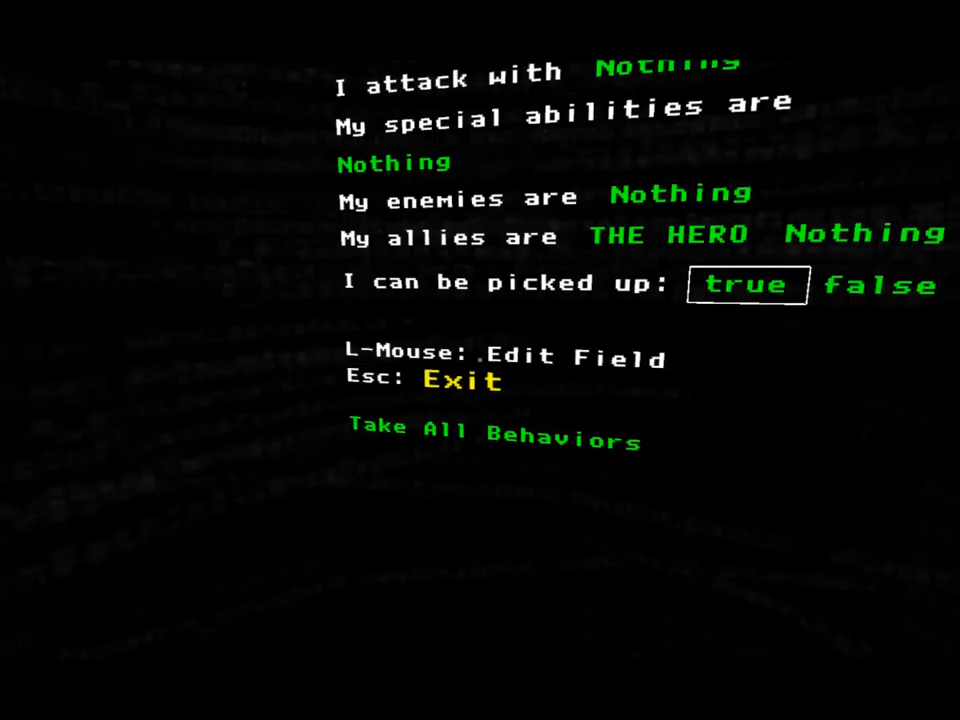 I attack with Nothing
My special abilities are
Nothing
My enemies are Nothing
My allies are THE HERO Nothing
I can be picked up: true false
L-Mouse: Edit Field
Esc: Exit
Take All Behaviors